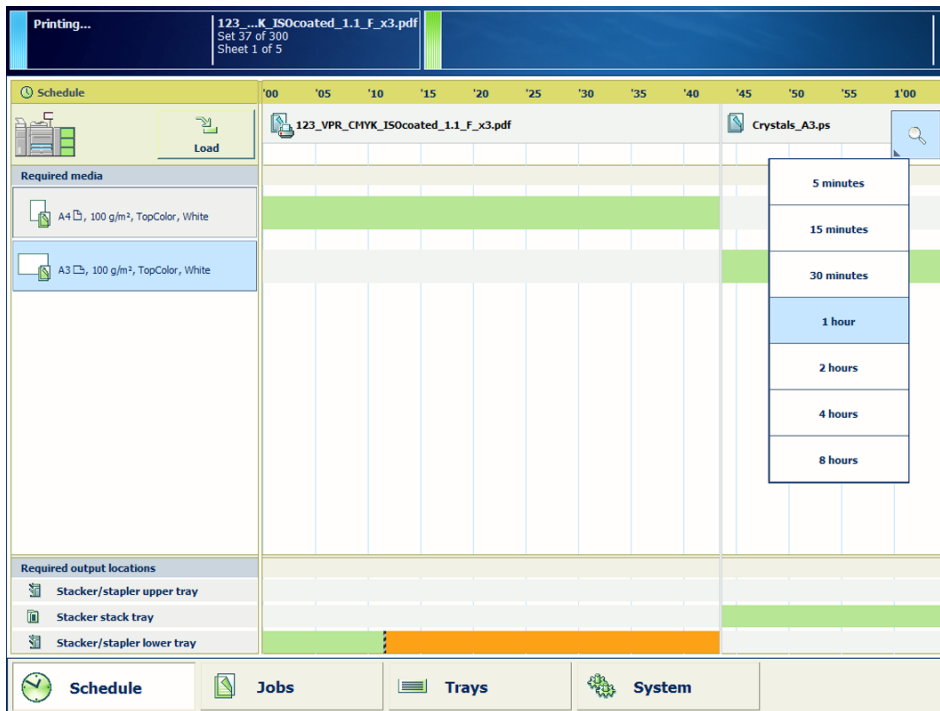 Printing...
123_...K_ISOcoated_1.1_F_x3.pdf
Set 37 of 300
Sheet 1 of 5
Schedule
'00 '05 '10 '15 '20 '25 '30 '35 '40 '45 '50 '55 1'00
Load
123_VPR_CMYK_ISOcoated_1.1_F_x3.pdf
Crystals_A3.ps
Required media
A4, 100 g/m², TopColor, White
A3, 100 g/m², TopColor, White
5 minutes
15 minutes
30 minutes
1 hour
2 hours
4 hours
8 hours
Required output locations
Stacker/stapler upper tray
Stacker stack tray
Stacker/stapler lower tray
Schedule
Jobs
Trays
System